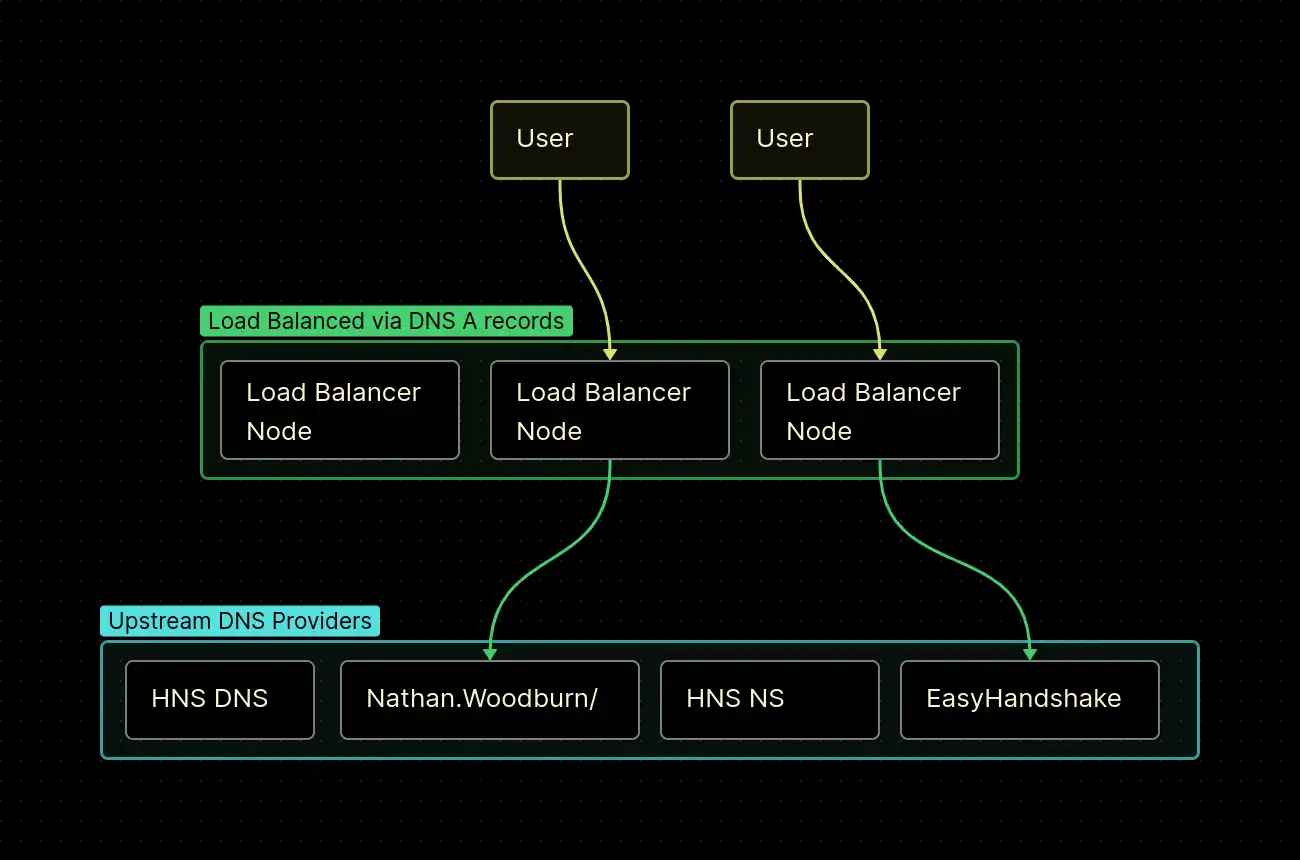 User
User
Load Balanced via DNS A records
Load Balancer
Node
Load Balancer
Node
Load Balancer
Node
Upstream DNS Providers
HNS DNS
Nathan.Woodburn/
HNS NS
EasyHandshake